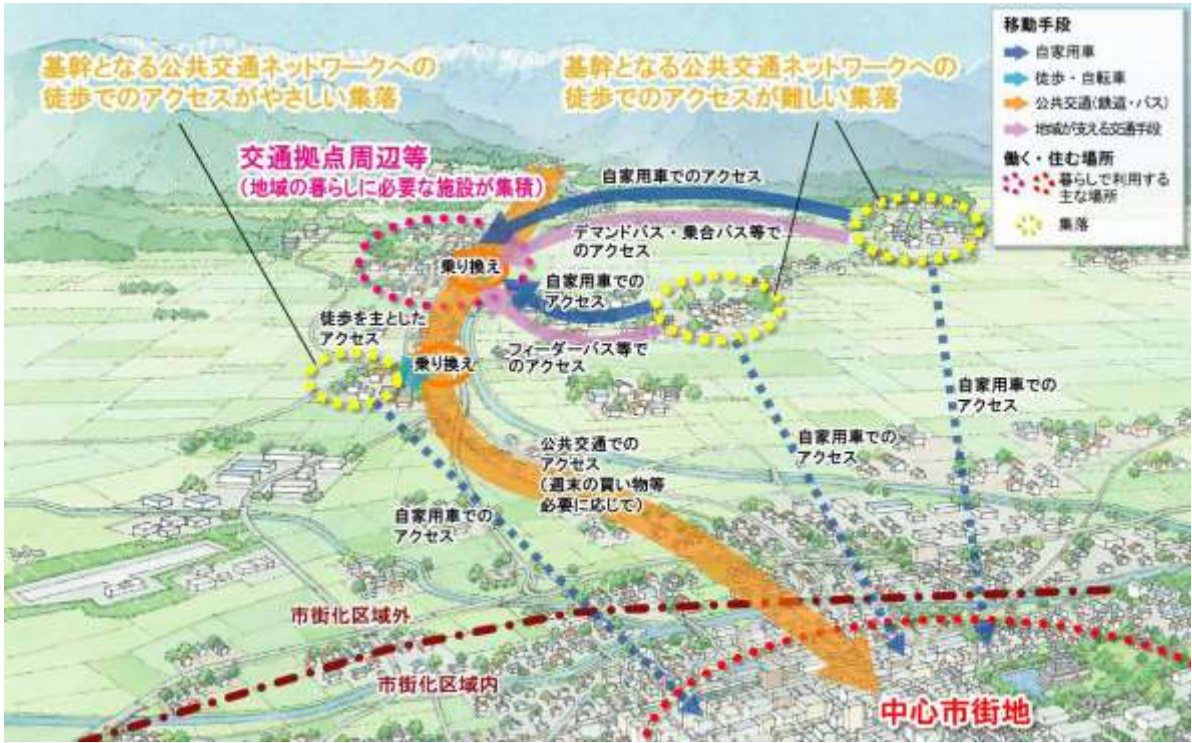 基幹となる公共交通ネットワークへの
徒歩でのアクセスがやさしい集落
基幹となる公共交通ネットワークへの
徒歩でのアクセスが難しい集落
移動手段
自家用車
徒歩・自転車
公共交通(鉄道・バス)
地域が支える交通手段
働く・住む場所
暮らしで利用する
主な場所
集落
交通拠点周辺等
(地域の暮らしに必要な施設が集積)
自家用車でのアクセス
デマンドバス・乗合バス等で
のアクセス
乗り換え
自家用車での
アクセス
徒歩を主とした
アクセス
乗り換え
フィーダーバス等で
のアクセス
自家用車での
アクセス
自家用車での
アクセス
公共交通での
アクセス
(週末の買い物等
必要に応じて)
自家用車での
アクセス
市街化区域外
市街化区域内
中心市街地